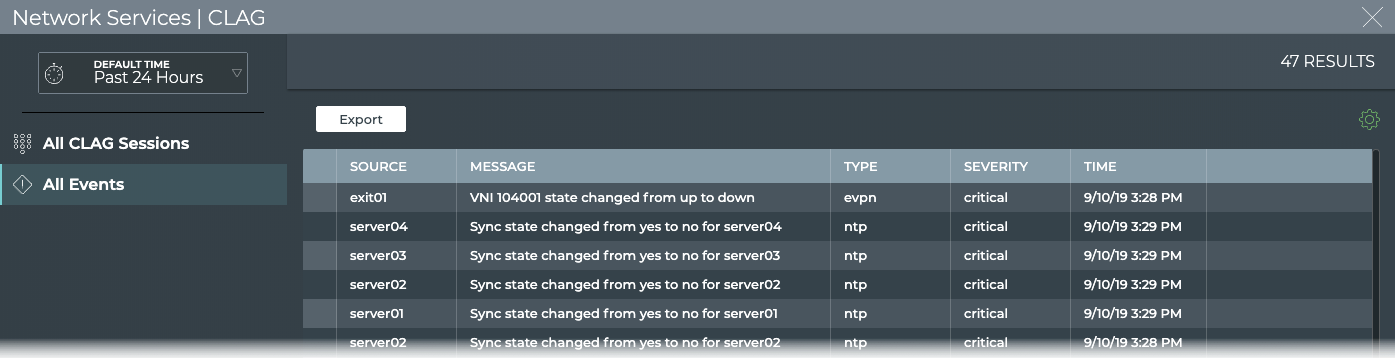 Network Services | CLAG
DEFAULT TIME
Past 24 Hours
47 RESULTS
All CLAG Sessions
All Events
Export
SOURCE MESSAGE TYPE SEVERITY TIME
exit01 VNI 104001 state changed from up to down evpn critical 9/10/19 3:28 PM
server04 Sync state changed from yes to no for server04 ntp critical 9/10/19 3:29 PM
server03 Sync state changed from yes to no for server03 ntp critical 9/10/19 3:29 PM
server02 Sync state changed from yes to no for server02 ntp critical 9/10/19 3:29 PM
server01 Sync state changed from yes to no for server01 ntp critical 9/10/19 3:29 PM
server02 Sync state changed from yes to no for server02 ntp critical 9/10/19 3:29 PM